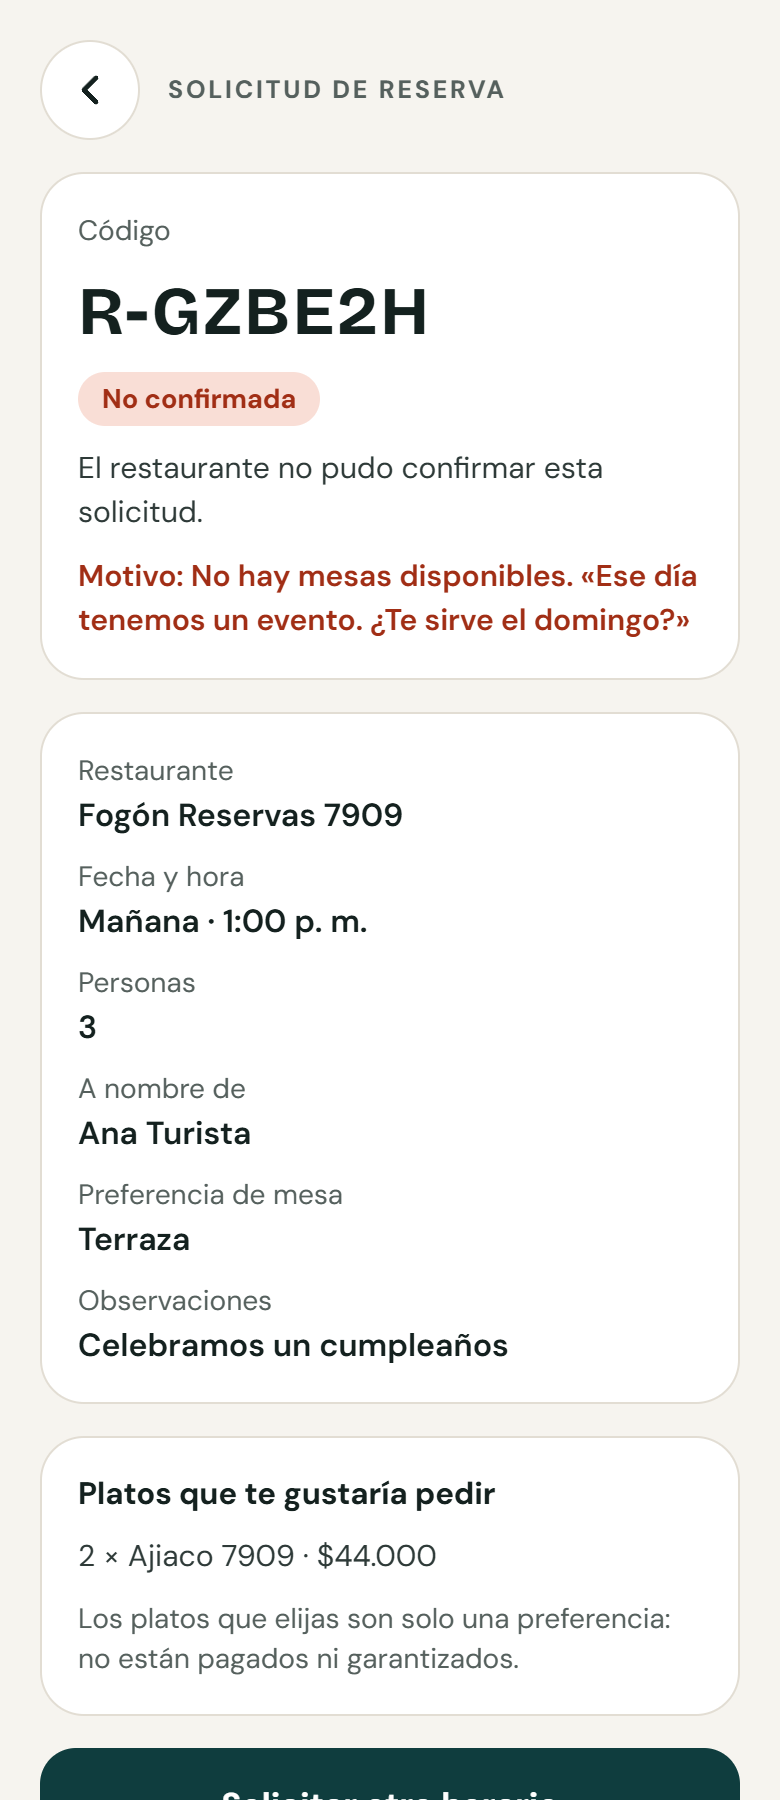 SOLICITUD DE RESERVA
Código
R-GZBE2H
No confirmada
El restaurante no pudo confirmar esta
solicitud.
Motivo: No hay mesas disponibles. «Ese día
tenemos un evento. ¿Te sirve el domingo?»
Restaurante
Fogón Reservas 7909
Fecha y hora
Mañana · 1:00 p. m.
Personas
3
A nombre de
Ana Turista
Preferencia de mesa
Terraza
Observaciones
Celebramos un cumpleaños
Platos que te gustaría pedir
2 × Ajiaco 7909 · $44.000
Los platos que elijas son solo una preferencia:
no están pagados ni garantizados.
Solicitar otro horario